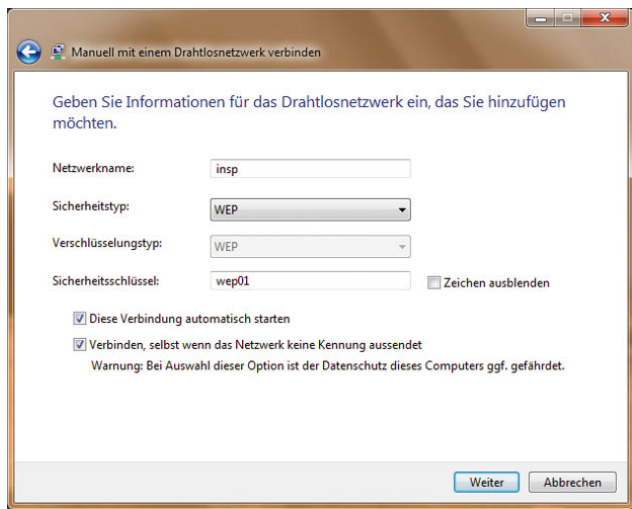 Manuell mit einem Drahtlosnetzwerk verbinden
Geben Sie Informationen für das Drahtlosnetzwerk ein, das Sie hinzufügen
möchten.
Netzwerkname: insp
Sicherheitstyp: WEP
Verschlüsselungstyp: WEP
Sicherheitsschlüssel: wep01 Zeichen ausblenden
Diese Verbindung automatisch starten
Verbinden, selbst wenn das Netzwerk keine Kennung aussendet
Warnung: Bei Auswahl dieser Option ist der Datenschutz dieses Computers ggf. gefährdet.
Weiter Abbrechen